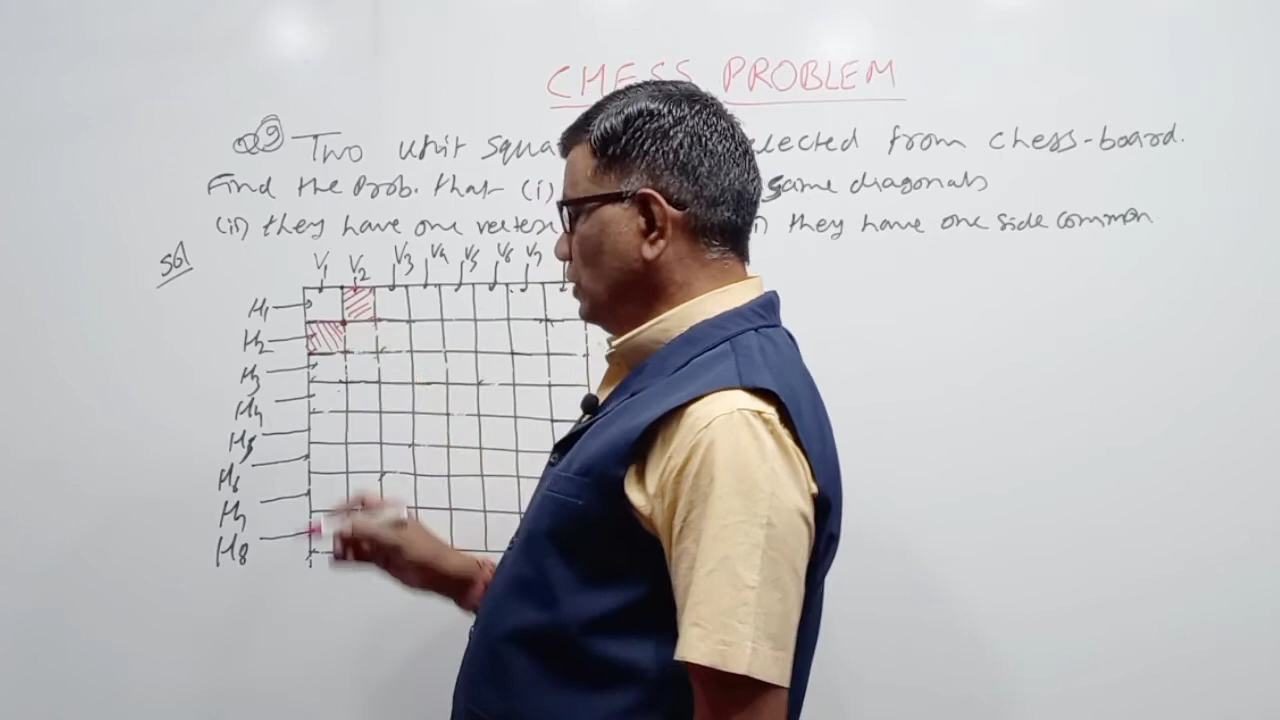 CHESS PROBLEM
Q9 Two unit squa elected from chess-board.
Find the Prob. that (i) same diagonals
(ii) they have one vertex they have one side common
Sol
V1 V2 V3 V4 V5 V6 V7
H1
H2
H3
H4
H5
H6
H7
H8